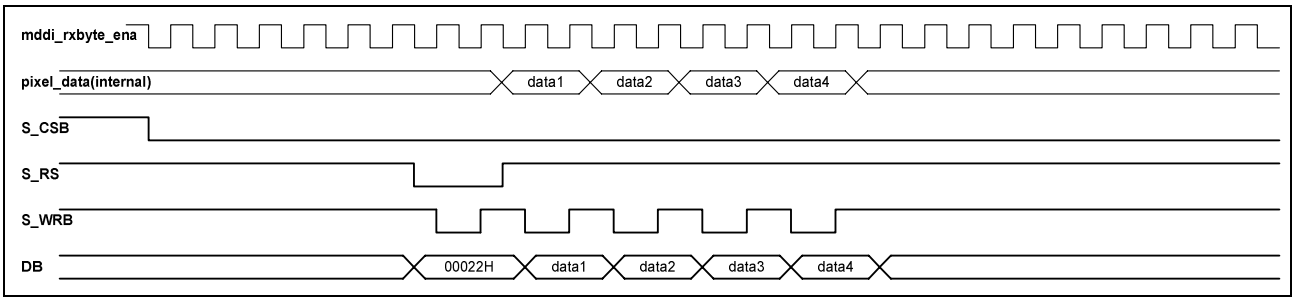 mddi_rxbyte_ena
pixel_data(internal) data1 data2 data3 data4
S_CSB
S_RS
S_WRB
DB 00022H data1 data2 data3 data4